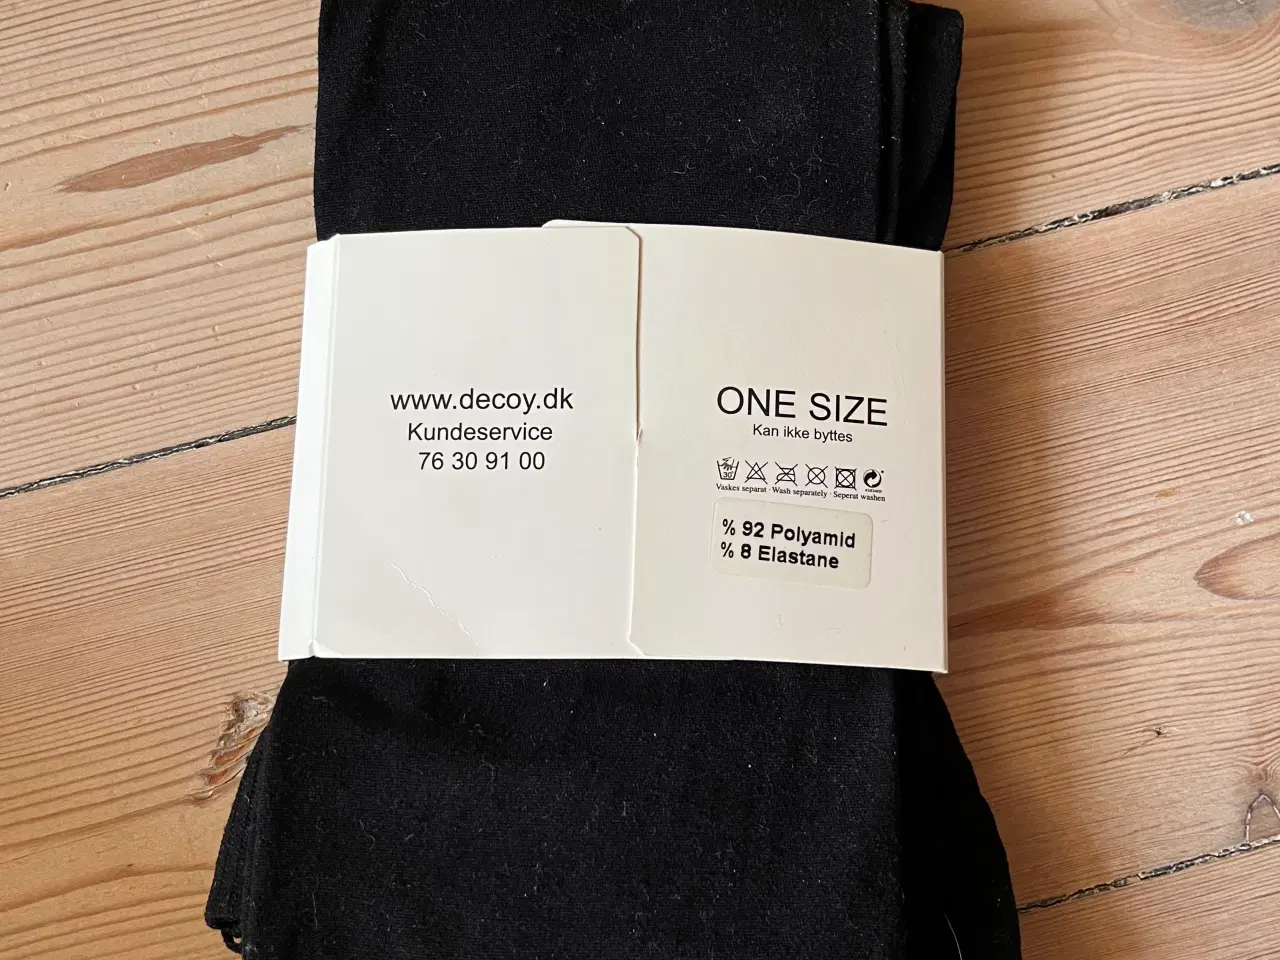 www.decoy.dk
Kundeservice
76 30 91 00
ONE SIZE
Kan ikke byttes
30°
Vaskes separat · Wash separately · Seperat washen
% 92 Polyamid
% 8 Elastane